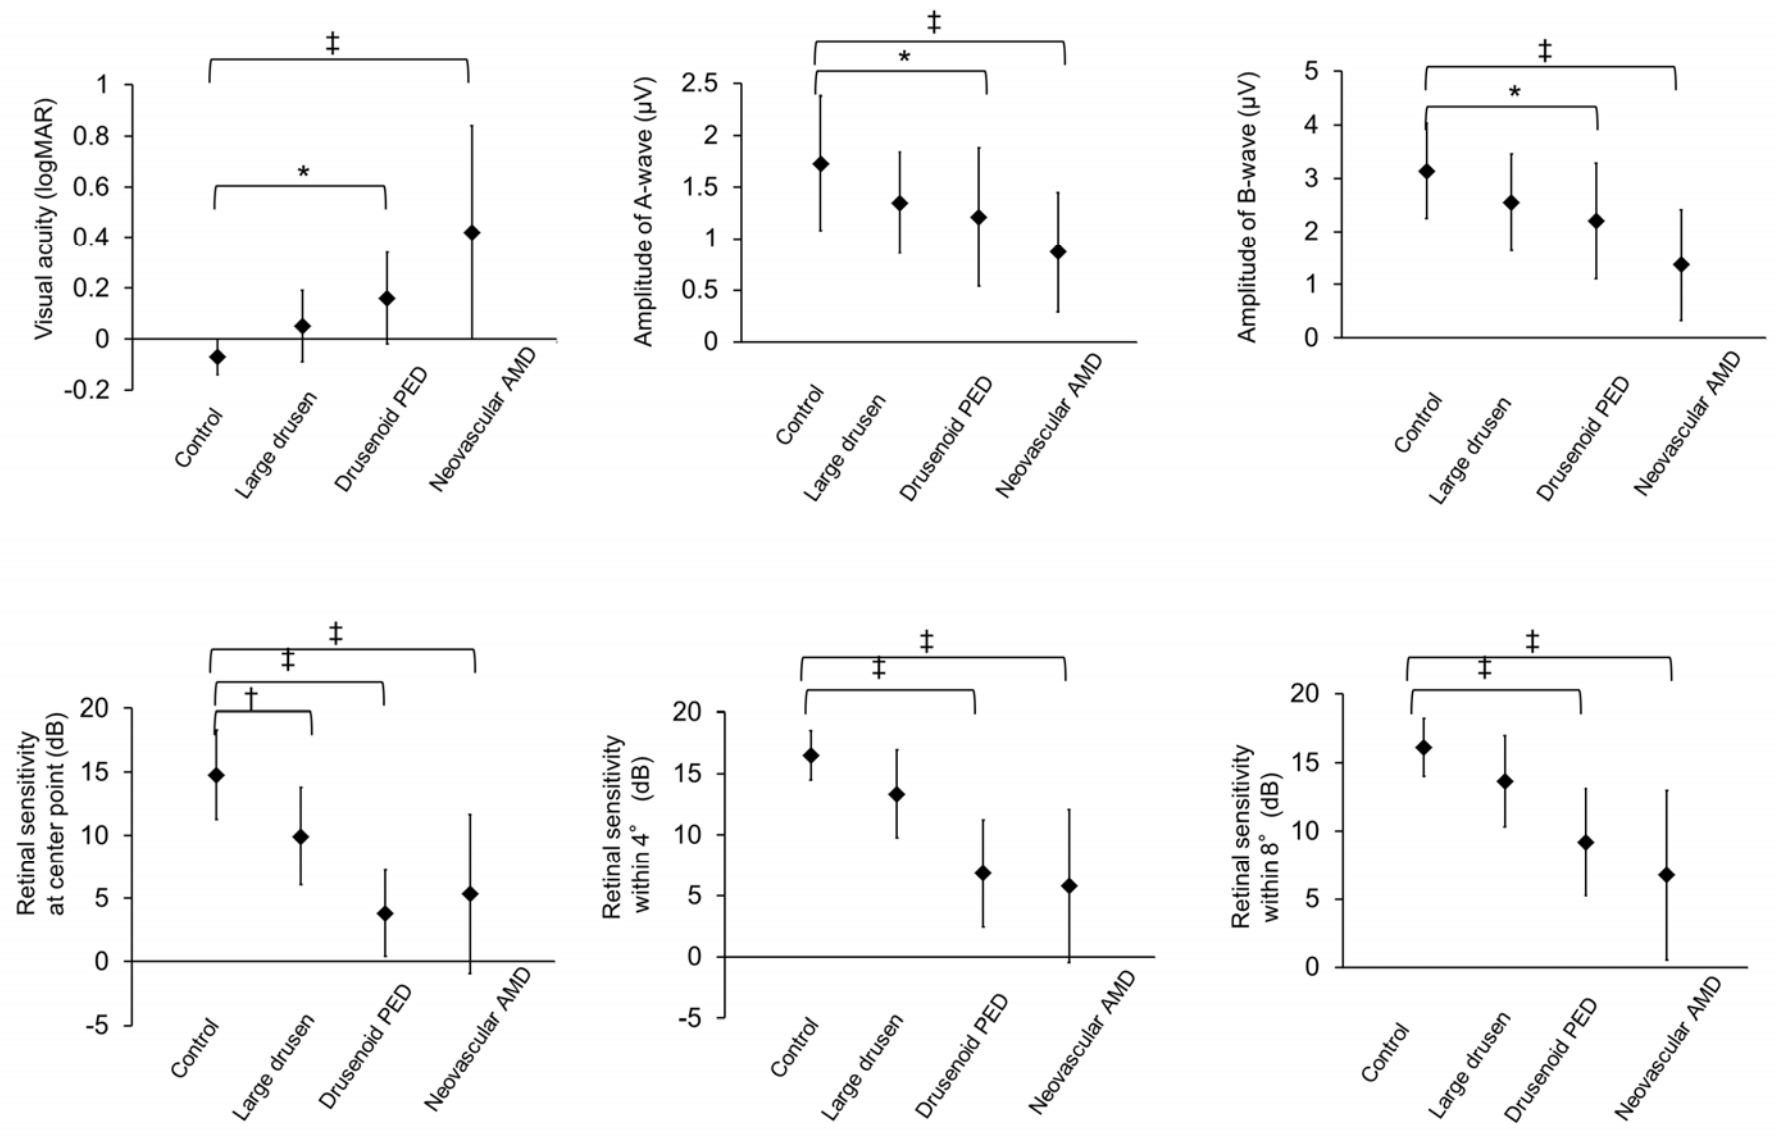 ‡
*
1
0.8
0.6
0.4
0.2
0
-0.2
Visual acuity (logMAR)
Control
Large drusen
Drusenoid PED
Neovascular AMD
‡
*
2.5
2
1.5
1
0.5
0
Amplitude of A-wave (μV)
Control
Large drusen
Drusenoid PED
Neovascular AMD
‡
*
5
4
3
2
1
0
Amplitude of B-wave (μV)
Control
Large drusen
Drusenoid PED
Neovascular AMD
‡
‡
†
20
15
10
5
0
-5
Retinal sensitivity
at center point (dB)
Control
Large drusen
Drusenoid PED
Neovascular AMD
‡
‡
20
15
10
5
0
-5
Retinal sensitivity
within 4° (dB)
Control
Large drusen
Drusenoid PED
Neovascular AMD
‡
‡
20
15
10
5
0
Retinal sensitivity
within 8° (dB)
Control
Large drusen
Drusenoid PED
Neovascular AMD